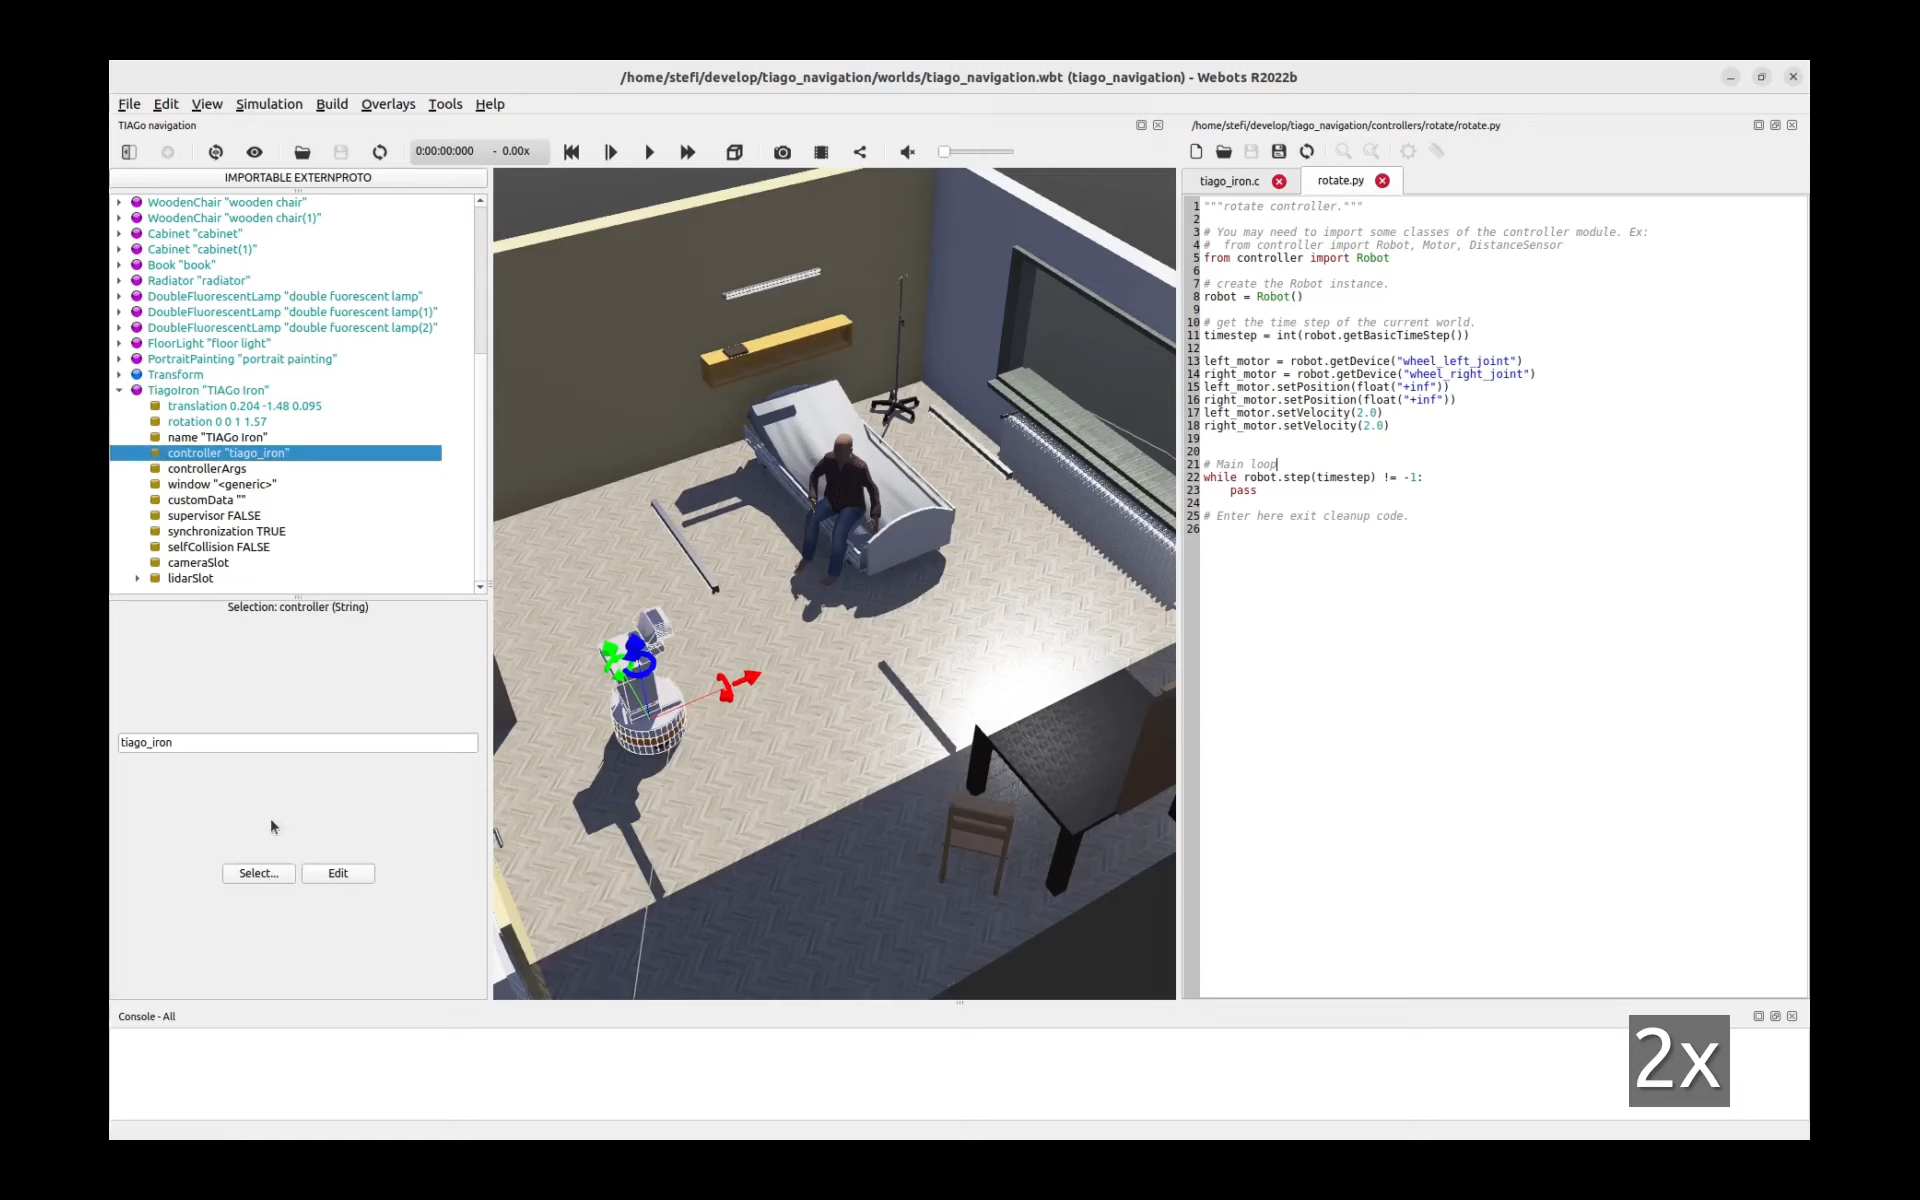 /home/stefi/develop/tiago_navigation/worlds/tiago_navigation.wbt (tiago_navigation) - Webots R2022b
File Edit View Simulation Build Overlays Tools Help
TIAGo navigation
0:00:00:000 - 0.00x
IMPORTABLE EXTERNPROTO
WoodenChair "wooden chair"
WoodenChair "wooden chair(1)"
Cabinet "cabinet"
Cabinet "cabinet(1)"
Book "book"
Radiator "radiator"
DoubleFluorescentLamp "double fuorescent lamp"
DoubleFluorescentLamp "double fuorescent lamp(1)"
DoubleFluorescentLamp "double fuorescent lamp(2)"
FloorLight "floor light"
PortraitPainting "portrait painting"
Transform
TiagoIron "TIAGo Iron"
translation 0.204 -1.48 0.095
rotation 0 0 1 1.57
name "TIAGo Iron"
controller "tiago_iron"
controllerArgs
window "<generic>"
customData ""
supervisor FALSE
synchronization TRUE
selfCollision FALSE
cameraSlot
lidarSlot
Selection: controller (String)
tiago_iron
Select... Edit
/home/stefi/develop/tiago_navigation/controllers/rotate/rotate.py
tiago_iron.c rotate.py
1 """rotate controller."""
2
3 # You may need to import some classes of the controller module. Ex:
4 #  from controller import Robot, Motor, DistanceSensor
5 from controller import Robot
6
7 # create the Robot instance.
8 robot = Robot()
9
10 # get the time step of the current world.
11 timestep = int(robot.getBasicTimeStep())
12
13 left_motor = robot.getDevice("wheel_left_joint")
14 right_motor = robot.getDevice("wheel_right_joint")
15 left_motor.setPosition(float("+inf"))
16 right_motor.setPosition(float("+inf"))
17 left_motor.setVelocity(2.0)
18 right_motor.setVelocity(2.0)
19
20
21 # Main loop
22 while robot.step(timestep) != -1:
23     pass
24
25 # Enter here exit cleanup code.
26
Console - All
2x